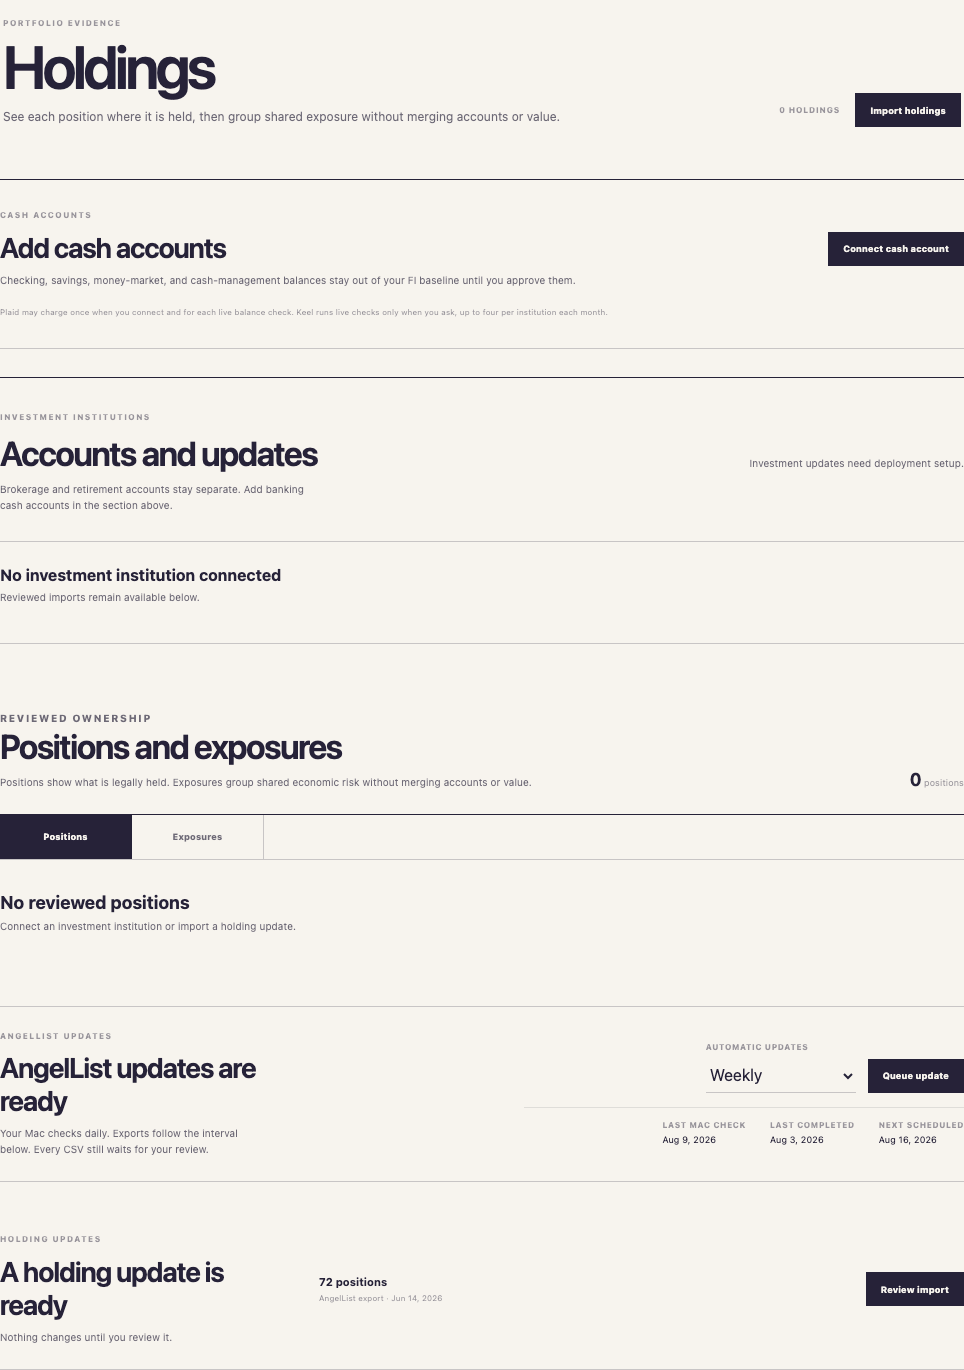 PORTFOLIO EVIDENCE
Holdings
See each position where it is held, then group shared exposure without merging accounts or value.
0 HOLDINGS
Import holdings
CASH ACCOUNTS
Add cash accounts
Connect cash account
Checking, savings, money-market, and cash-management balances stay out of your FI baseline until you approve them.
Plaid may charge once when you connect and for each live balance check. Keel runs live checks only when you ask, up to four per institution each month.
INVESTMENT INSTITUTIONS
Accounts and updates
Investment updates need deployment setup.
Brokerage and retirement accounts stay separate. Add banking
cash accounts in the section above.
No investment institution connected
Reviewed imports remain available below.
REVIEWED OWNERSHIP
Positions and exposures
Positions show what is legally held. Exposures group shared economic risk without merging accounts or value.
0 positions
Positions
Exposures
No reviewed positions
Connect an investment institution or import a holding update.
ANGELLIST UPDATES
AngelList updates are
ready
Your Mac checks daily. Exports follow the interval
below. Every CSV still waits for your review.
AUTOMATIC UPDATES
Weekly
Queue update
LAST MAC CHECK
Aug 9, 2026
LAST COMPLETED
Aug 3, 2026
NEXT SCHEDULED
Aug 16, 2026
HOLDING UPDATES
A holding update is
ready
Nothing changes until you review it.
72 positions
AngelList export · Jun 14, 2026
Review import